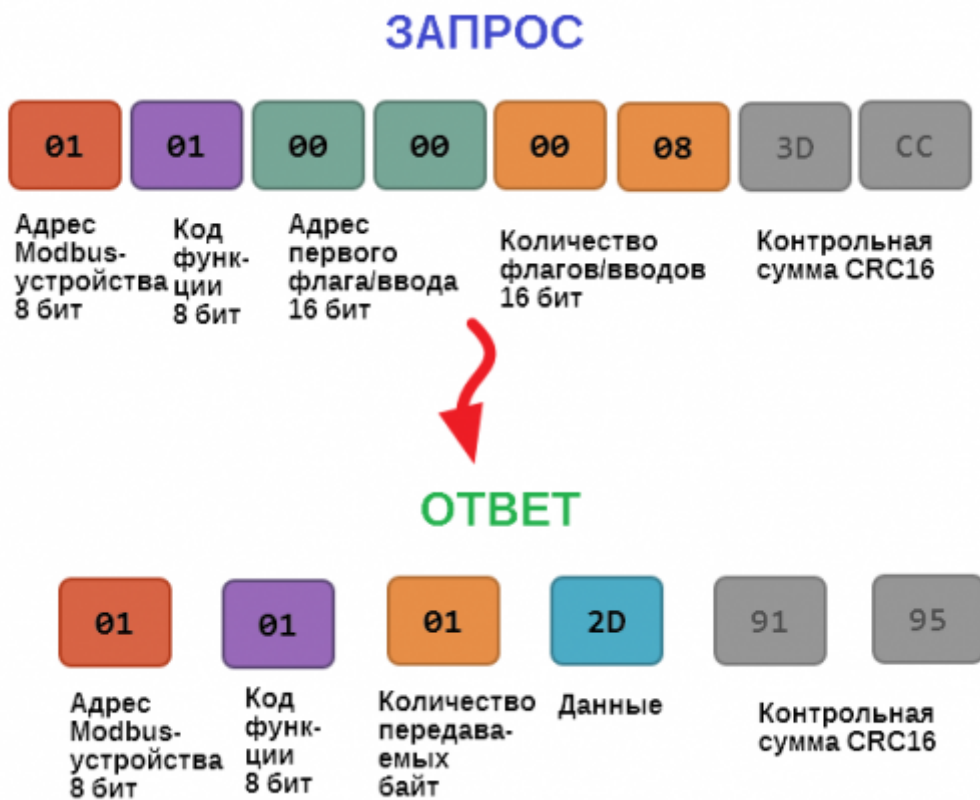 ЗАПРОС
01 01 00 00 00 08 3D CC
Адрес
Modbus-
устройства
8 бит
Код
функ-
ции
8 бит
Адрес
первого
флага/ввода
16 бит
Количество
флагов/вводов
16 бит
Контрольная
сумма CRC16
ОТВЕТ
01 01 01 2D 91 95
Адрес
Modbus-
устройства
8 бит
Код
функ-
ции
8 бит
Количество
передава-
емых
байт
Данные
Контрольная
сумма CRC16